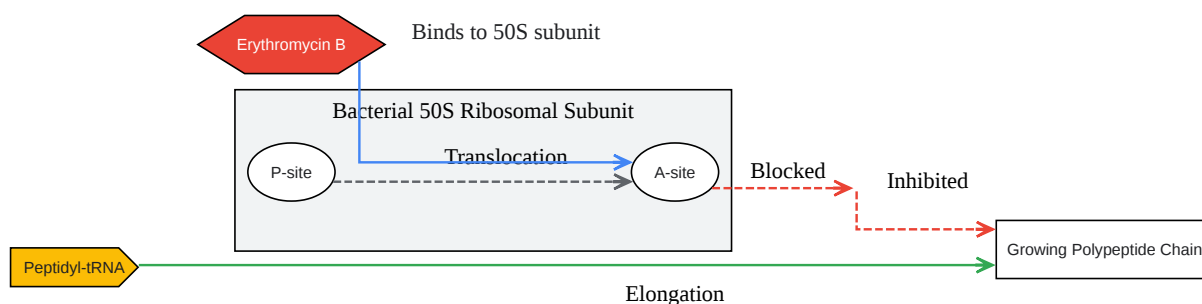 Erythromycin B
Binds to 50S subunit
Bacterial 50S Ribosomal Subunit
P-site
Translocation
A-site
Blocked
Inhibited
Growing Polypeptide Chain
Peptidyl-tRNA
Elongation